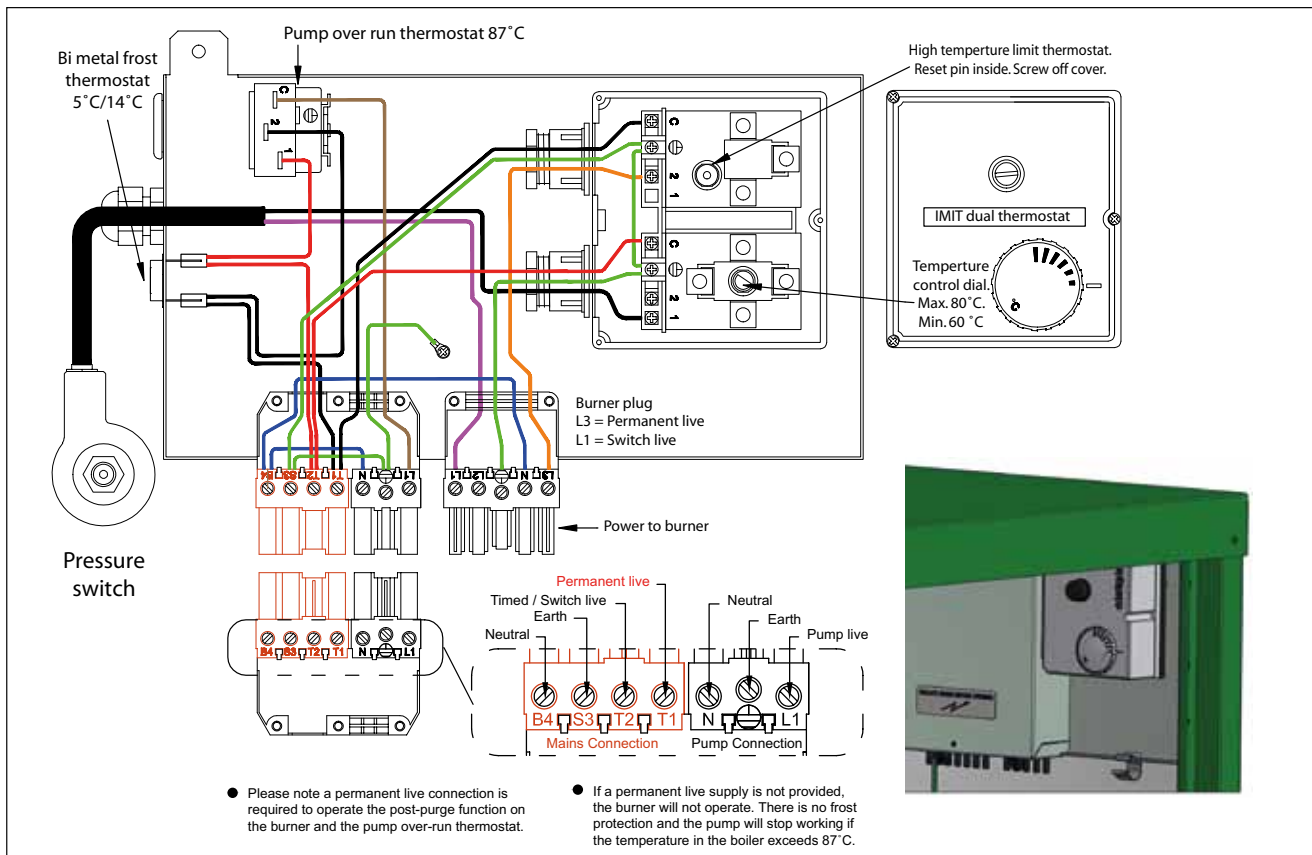 Pump over run thermostat 87˚C
Bi metal frost
thermostat
5˚C/14˚C
High temperture limit thermostat.
Reset pin inside. Screw off cover.
C
2
1
C
2
1
C
2
1
IMIT dual thermostat
Temperture
control dial.
Max. 80˚C.
Min. 60 ˚C
˚C
Burner plug
L3 = Permanent live
L1 = Switch live
B4 S3 T2 T1 N L1
L1 L2 N L3
Power to burner
Pressure
switch
B4 S3 T2 T1 N L1
Permanent live
Timed / Switch live
Earth
Neutral
Neutral
Earth
Pump live
B4 S3 T2 T1 N L1
Mains Connection
Pump Connection
● Please note a permanent live connection is
required to operate the post-purge function on
the burner and the pump over-run thermostat.
● If a permanent live supply is not provided,
the burner will not operate. There is no frost
protection and the pump will stop working if
the temperature in the boiler exceeds 87˚C.